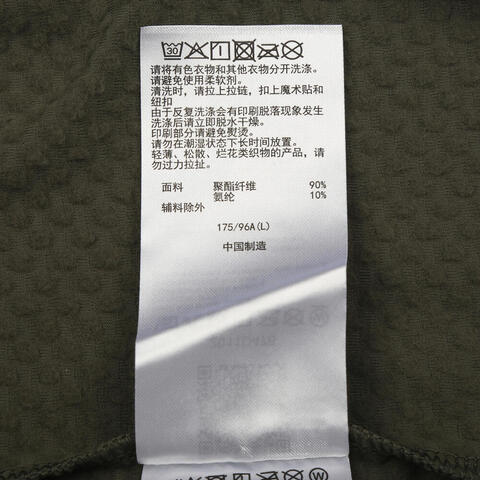 30
请将有色衣物和其他衣物分开洗涤。
请避免使用柔软剂。
清洗时，请拉上拉链，扣上魔术贴和
纽扣
由于反复洗涤会有印刷脱落现象发生
洗涤后请立即脱水干燥。
印刷部分请避免熨烫。
请勿在潮湿状态下长时间放置。
轻薄、松散、烂花类织物的产品，请勿
过力拉扯。
面料 聚酯纤维 90%
氨纶 10%
辅料除外
175/96A(L)
中国制造